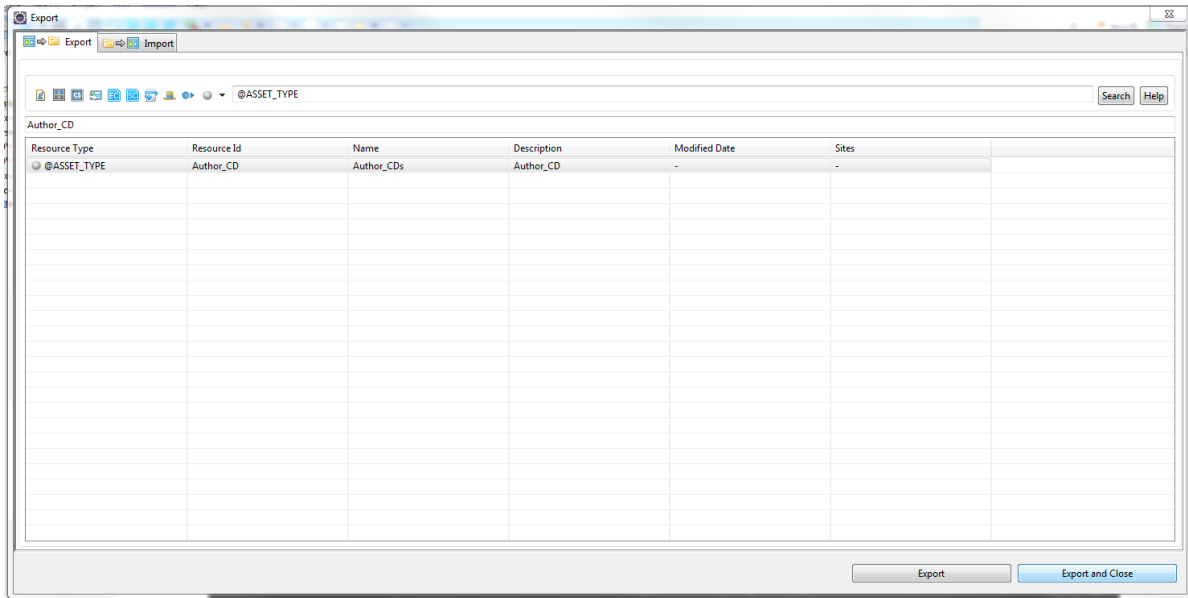 Export
Export Import
@ASSET_TYPE Search Help
Author_CD
Resource Type Resource Id Name Description Modified Date Sites
@ASSET_TYPE Author_CD Author_CDs Author_CD - -
Export Export and Close